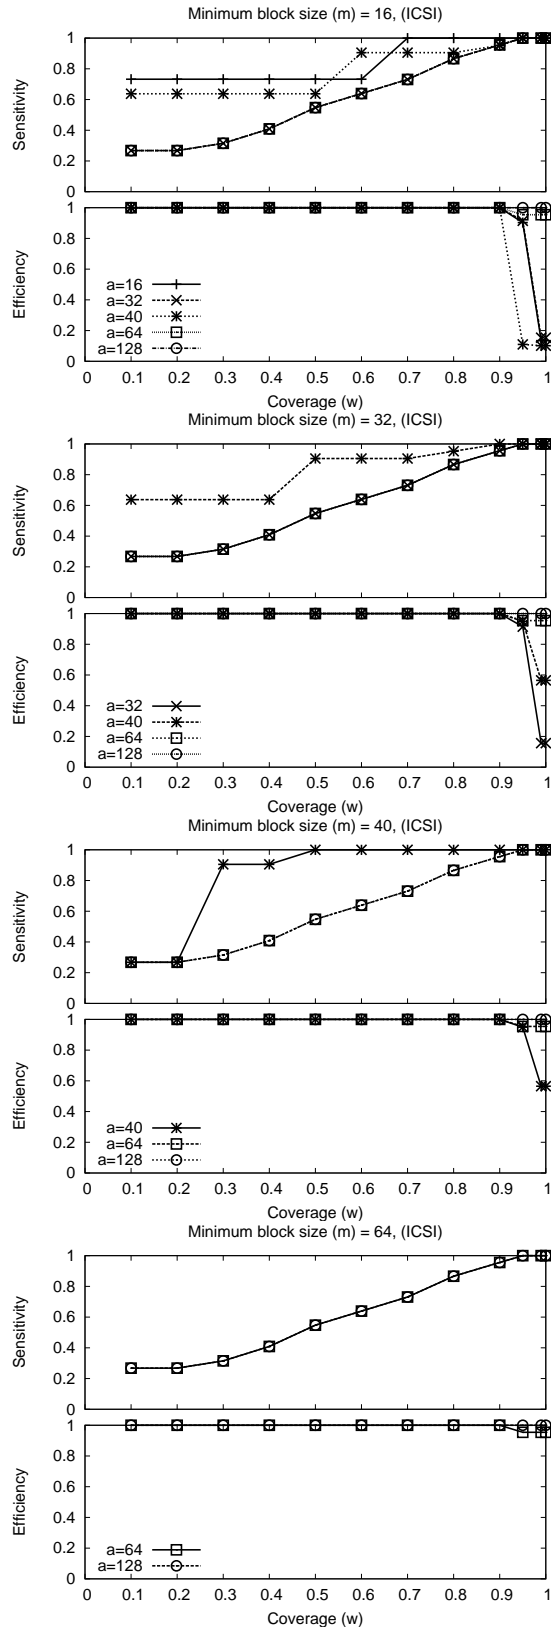 Minimum block size (m) = 16, (ICSI)
1
0.8
0.6
0.4
0.2
0
Sensitivity
1
0.8
0.6
0.4
0.2
0
Efficiency
a=16
a=32
a=40
a=64
a=128
0 0.1 0.2 0.3 0.4 0.5 0.6 0.7 0.8 0.9 1
Coverage (w)
Minimum block size (m) = 32, (ICSI)
1
0.8
0.6
0.4
0.2
0
Sensitivity
1
0.8
0.6
0.4
0.2
0
Efficiency
a=32
a=40
a=64
a=128
0 0.1 0.2 0.3 0.4 0.5 0.6 0.7 0.8 0.9 1
Coverage (w)
Minimum block size (m) = 40, (ICSI)
1
0.8
0.6
0.4
0.2
0
Sensitivity
1
0.8
0.6
0.4
0.2
0
Efficiency
a=40
a=64
a=128
0 0.1 0.2 0.3 0.4 0.5 0.6 0.7 0.8 0.9 1
Coverage (w)
Minimum block size (m) = 64, (ICSI)
1
0.8
0.6
0.4
0.2
0
Sensitivity
1
0.8
0.6
0.4
0.2
0
Efficiency
a=64
a=128
0 0.1 0.2 0.3 0.4 0.5 0.6 0.7 0.8 0.9 1
Coverage (w)